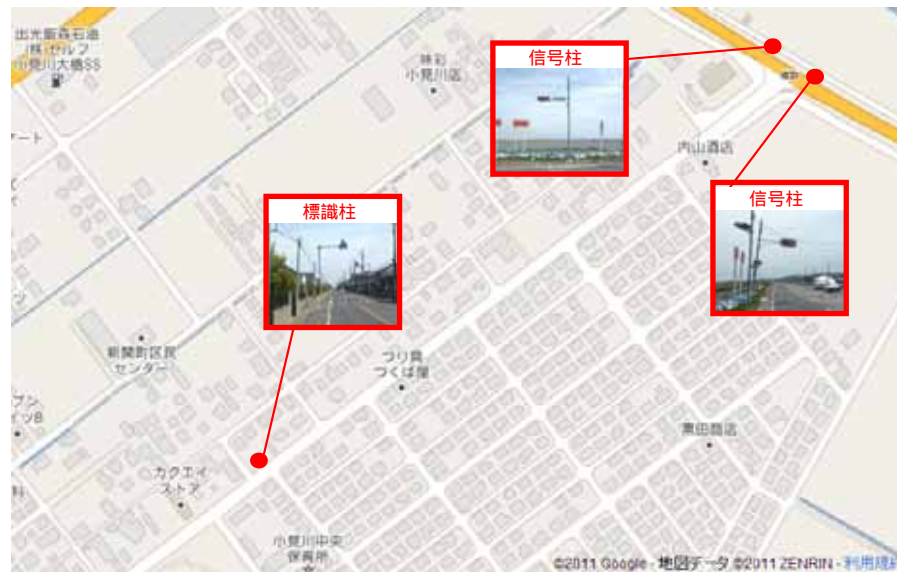 出光飯森石油
(株)セルフ
小見川大橋SS
味彩
小見川店
信号柱
内山酒店
信号柱
標識柱
新開町区民
センター
つり具
つくば屋
黒田商店
カクエイ
ストア
小見川中央
保育所
©2011 Google - 地図データ ©2011 ZENRIN - 利用規約